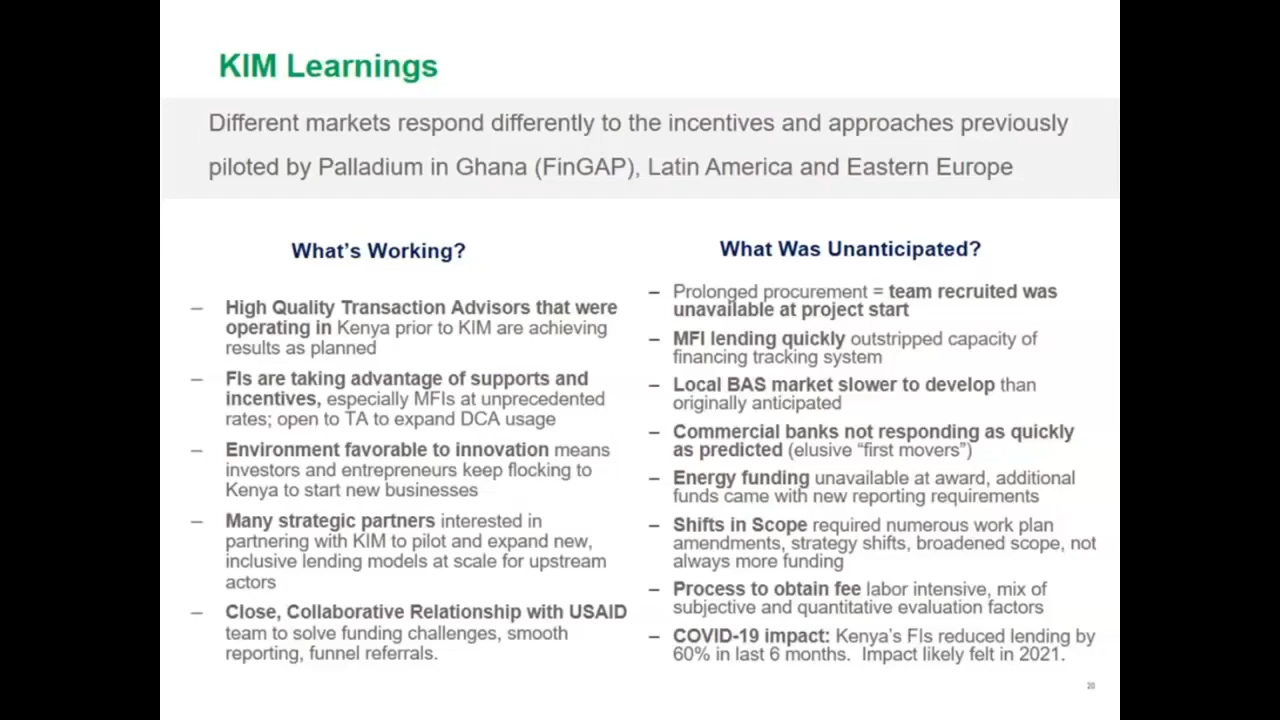 KIM Learnings
Different markets respond differently to the incentives and approaches previously
piloted by Palladium in Ghana (FinGAP), Latin America and Eastern Europe
What's Working?
– High Quality Transaction Advisors that were
operating in Kenya prior to KIM are achieving
results as planned
– FIs are taking advantage of supports and
incentives, especially MFIs at unprecedented
rates; open to TA to expand DCA usage
– Environment favorable to innovation means
investors and entrepreneurs keep flocking to
Kenya to start new businesses
– Many strategic partners interested in
partnering with KIM to pilot and expand new,
inclusive lending models at scale for upstream
actors
– Close, Collaborative Relationship with USAID
team to solve funding challenges, smooth
reporting, funnel referrals.
What Was Unanticipated?
– Prolonged procurement = team recruited was
unavailable at project start
– MFI lending quickly outstripped capacity of
financing tracking system
– Local BAS market slower to develop than
originally anticipated
– Commercial banks not responding as quickly
as predicted (elusive “first movers”)
– Energy funding unavailable at award, additional
funds came with new reporting requirements
– Shifts in Scope required numerous work plan
amendments, strategy shifts, broadened scope, not
always more funding
– Process to obtain fee labor intensive, mix of
subjective and quantitative evaluation factors
– COVID-19 impact: Kenya's FIs reduced lending by
60% in last 6 months. Impact likely felt in 2021.
20